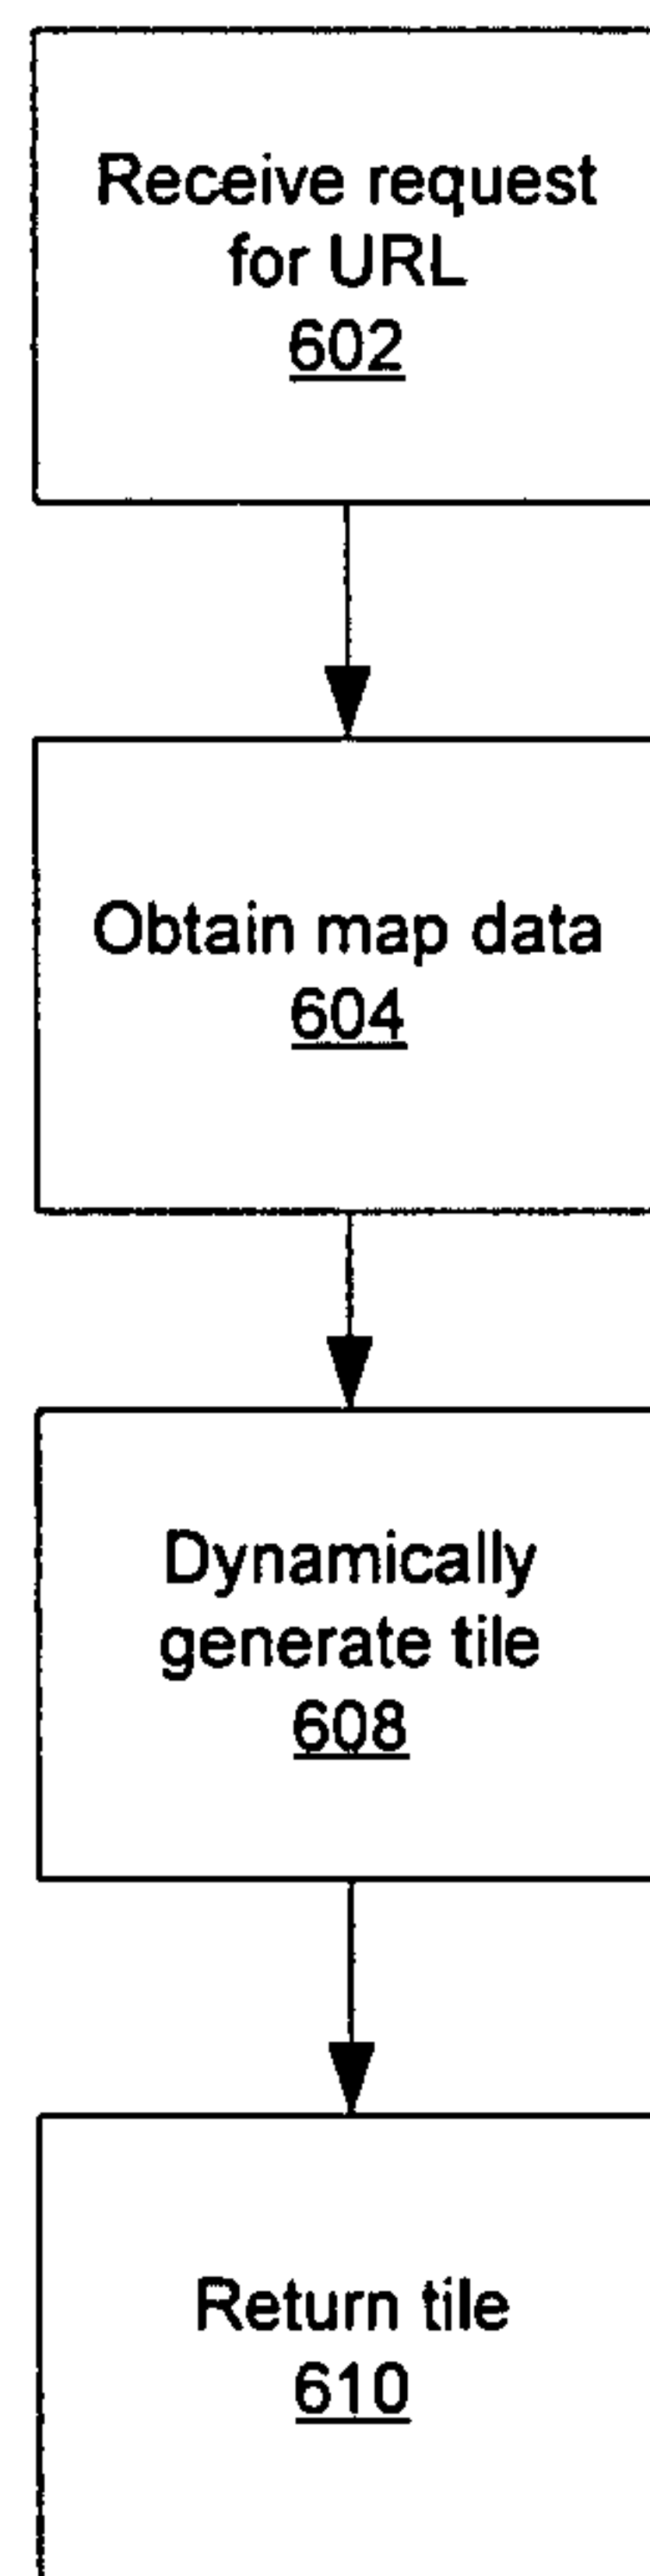 Receive request
for URL
602
Obtain map data
604
Dynamically
generate tile
608
Return tile
610